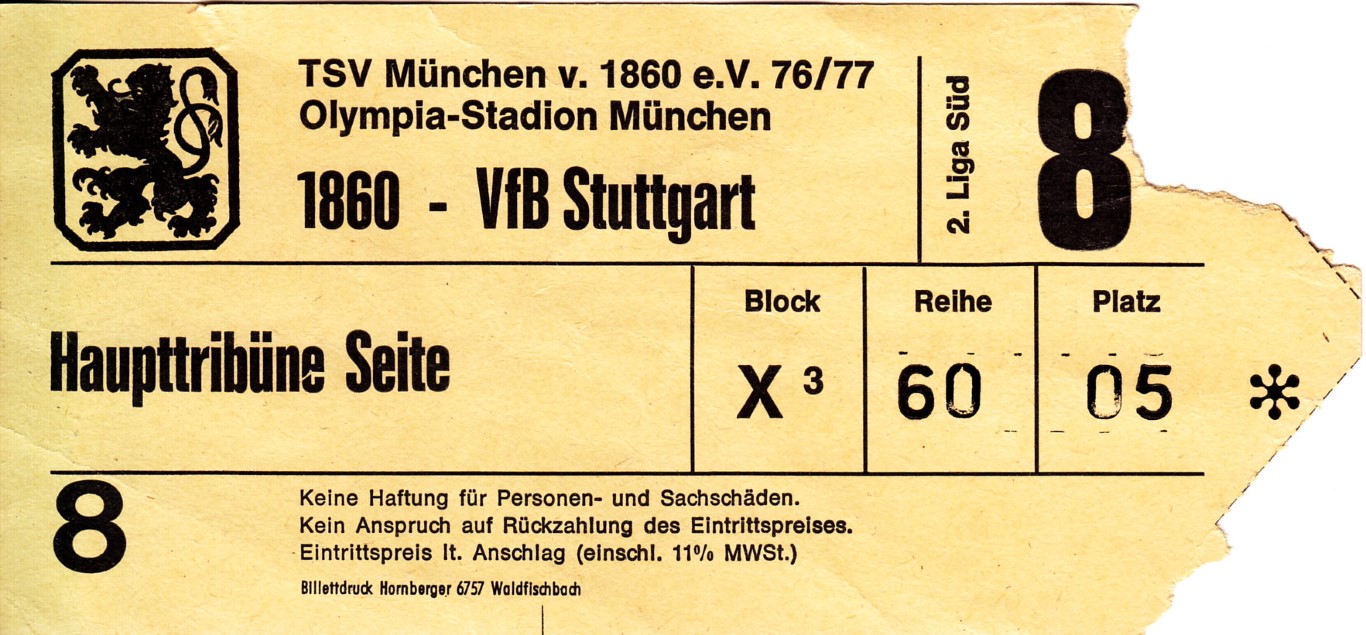 TSV München v. 1860 e.V. 76/77
Olympia-Stadion München
1860 - VfB Stuttgart
2. Liga Süd
8
Haupttribüne Seite
Block
Reihe
Platz
X 3
60
05
*
8
Keine Haftung für Personen- und Sachschäden.
Kein Anspruch auf Rückzahlung des Eintrittspreises.
Eintrittspreis lt. Anschlag (einschl. 11% MWSt.)
Billettdruck Hornberger 6757 Waldfischbach